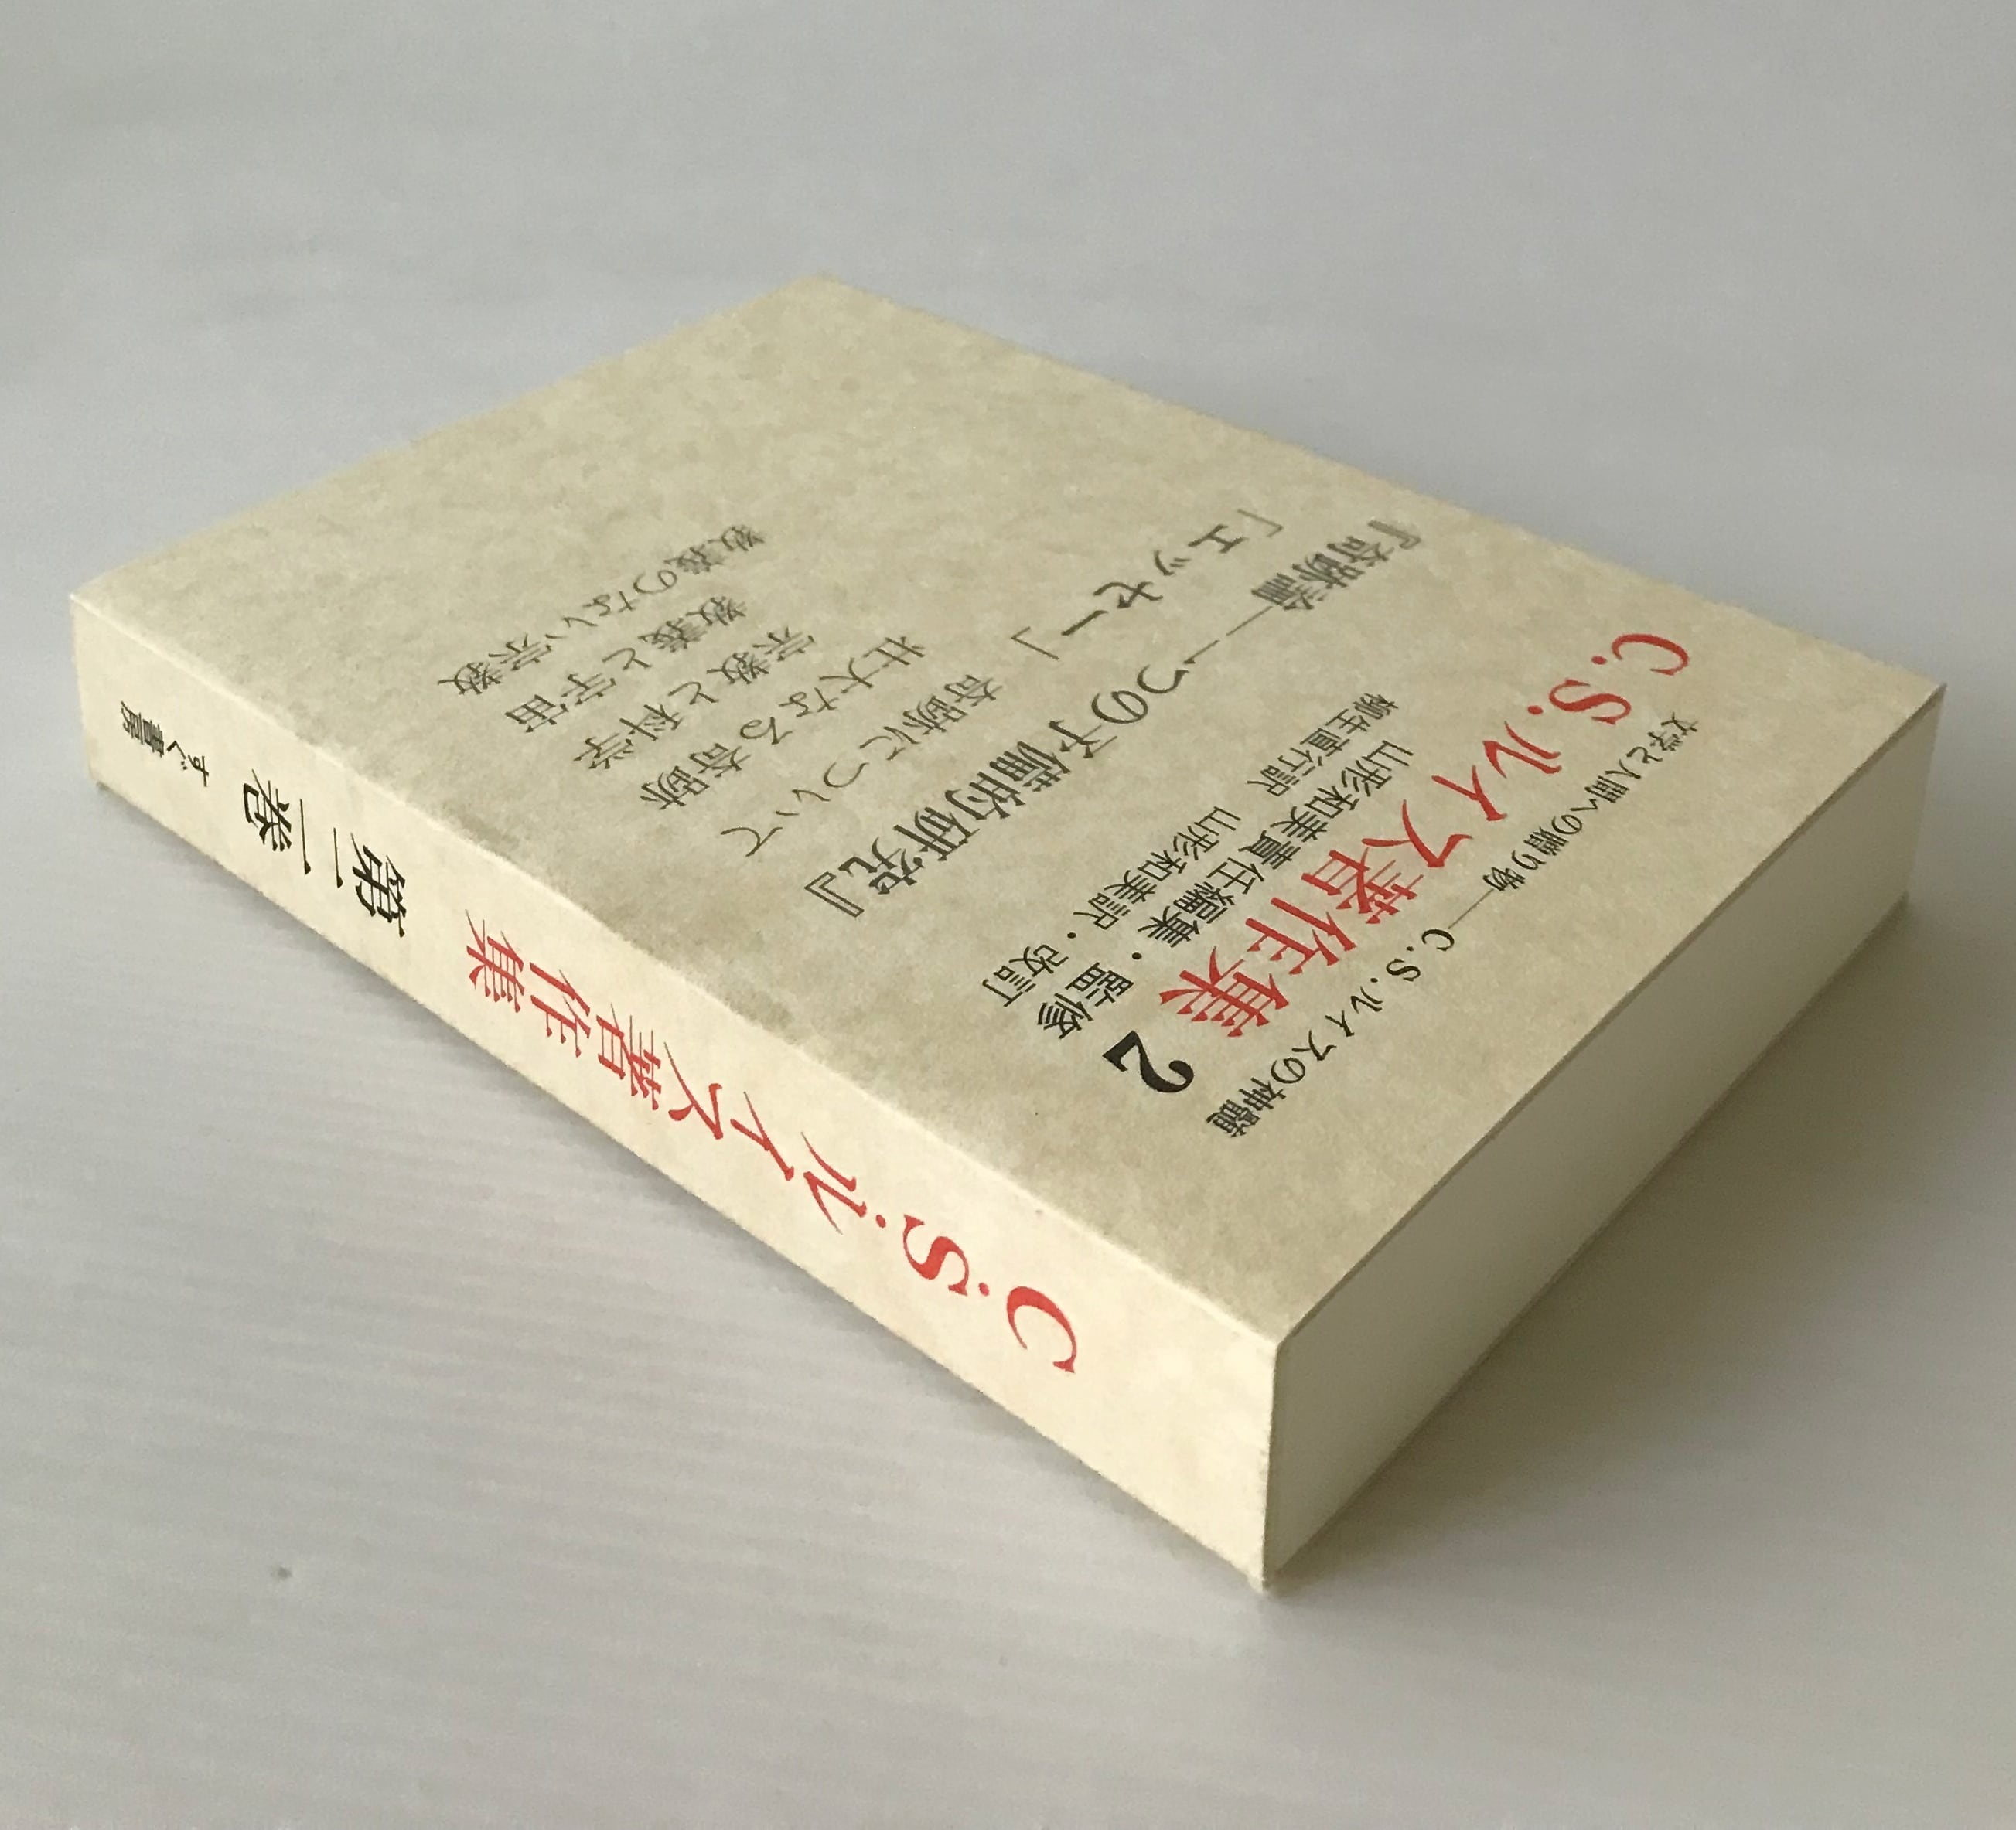 文学と人間への贈り物——C.S.ルイスの神髄
C.S.ルイス著作集 2
山形和美責任編集・監修
柳生直行訳 山形和美訳・改訂
『奇跡論——一つの予備的研究』
「エッセー」
奇跡について
壮大なる奇跡
宗教と科学
教義と宇宙
教義のない宗教
C.S.ルイス著作集
第二巻
すぐ書房